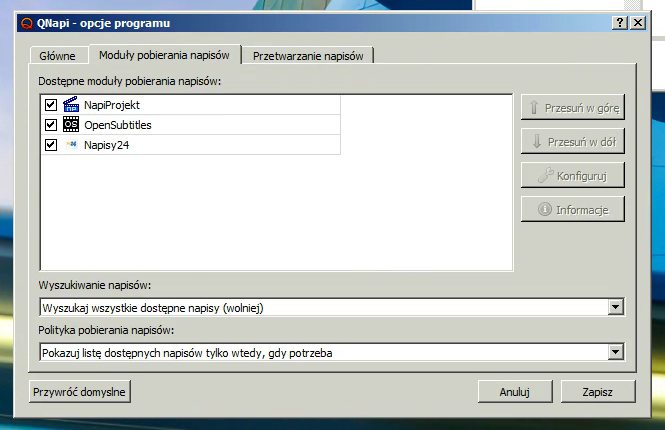 QNapi - opcje programu
Główne
Moduły pobierania napisów
Przetwarzanie napisów
Dostępne moduły pobierania napisów:
NapiProjekt
OpenSubtitles
Napisy24
Przesuń w górę
Przesuń w dół
Konfiguruj
Informacje
Wyszukiwanie napisów:
Wyszukaj wszystkie dostępne napisy (wolniej)
Polityka pobierania napisów:
Pokazuj listę dostępnych napisów tylko wtedy, gdy potrzeba
Przywróć domyslne
Anuluj
Zapisz